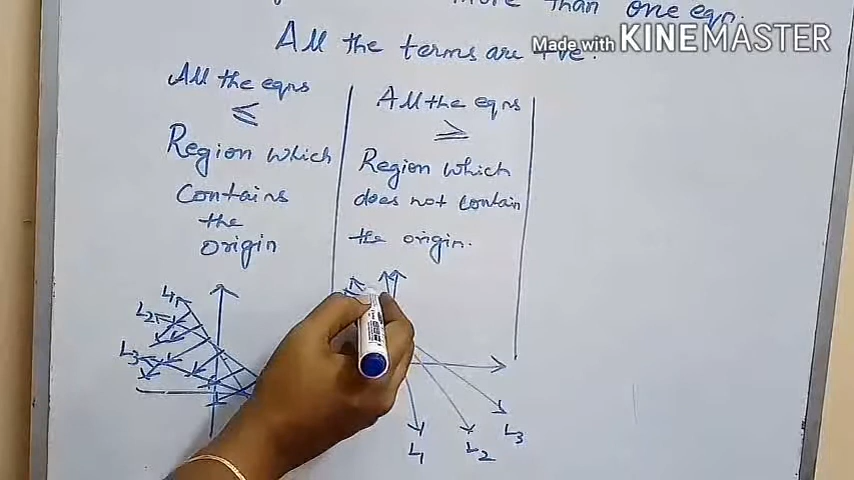 more than one eqn.
All the terms are +ve.
Made with KINEMASTER
All the eqns
≤
Region which
Contains
the
origin
All the eqns
≥
Region which
does not contain
the origin.
L1
L2
L3
L1
L2
L3